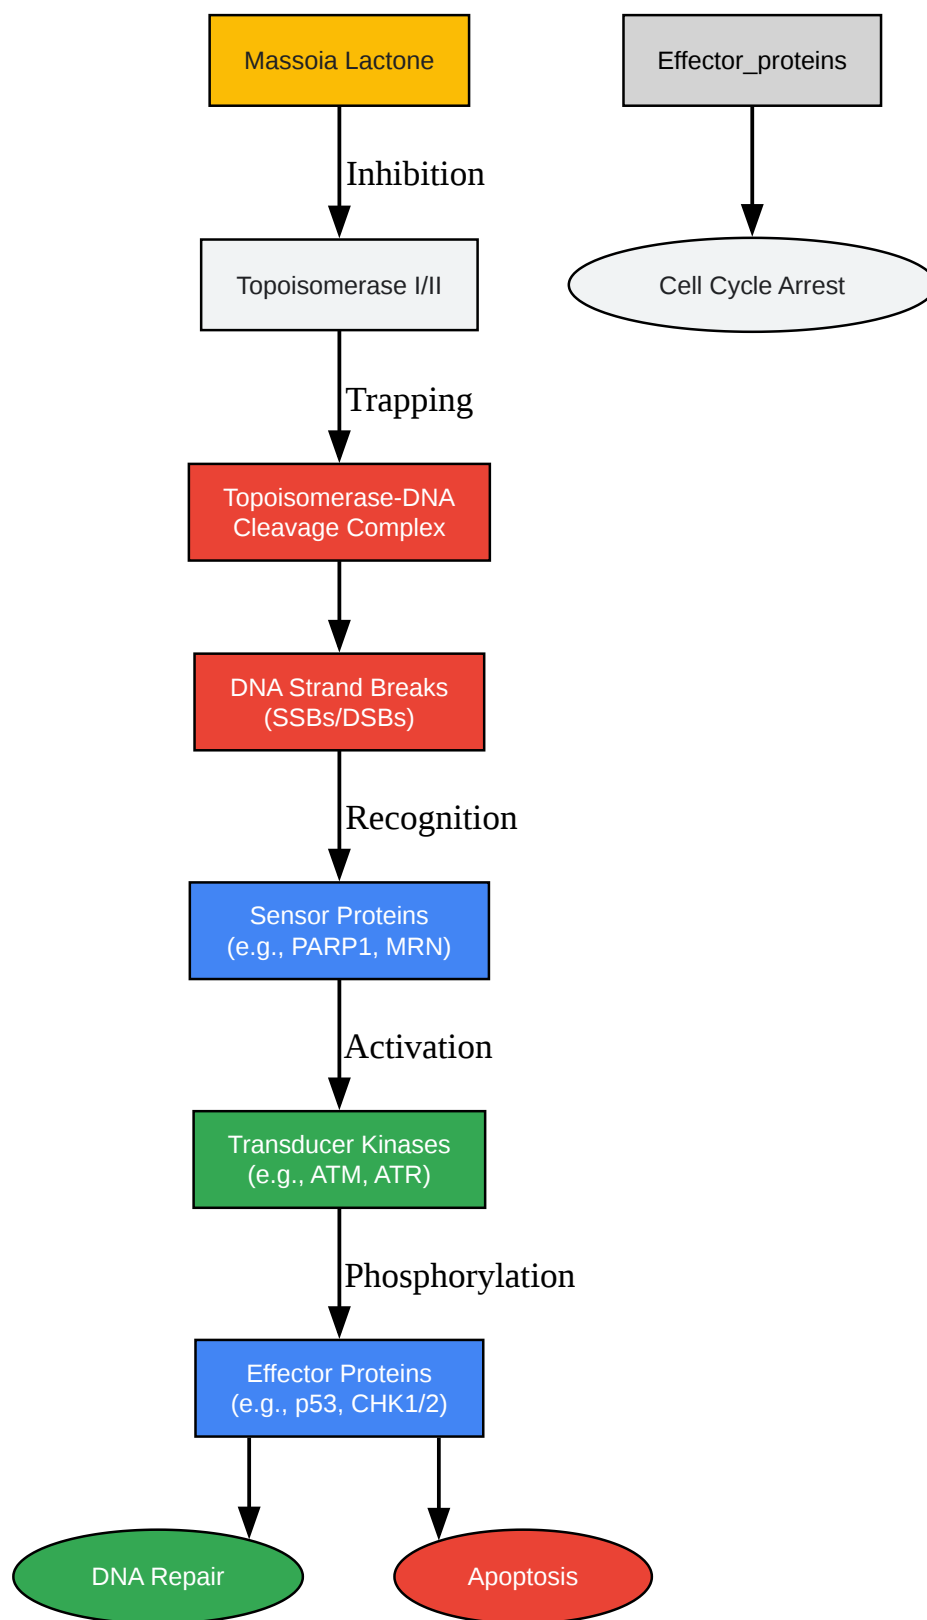 Massoia Lactone
Effector_proteins
Inhibition
Topoisomerase I/II
Cell Cycle Arrest
Trapping
Topoisomerase-DNA
Cleavage Complex
DNA Strand Breaks
(SSBs/DSBs)
Recognition
Sensor Proteins
(e.g., PARP1, MRN)
Activation
Transducer Kinases
(e.g., ATM, ATR)
Phosphorylation
Effector Proteins
(e.g., p53, CHK1/2)
DNA Repair
Apoptosis